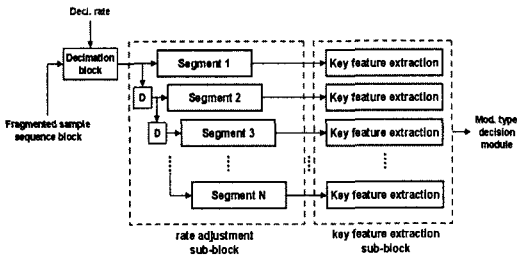 Deci. rate
Decimation
block
Segment 1
Key feature extraction
D
Segment 2
Key feature extraction
Fragmented sample
sequence block
D
Segment 3
Key feature extraction
Mod. type
decision
module
Segment N
Key feature extraction
rate adjustment
sub-block
key feature extraction
sub-block